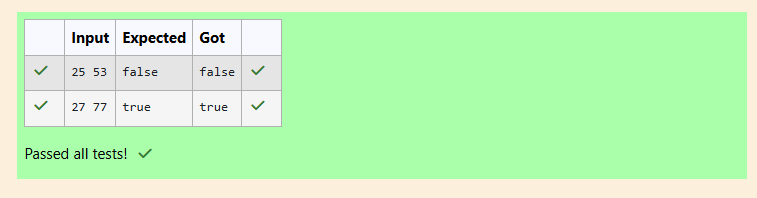 Input Expected Got
25 53 false false
27 77 true true
Passed all tests!